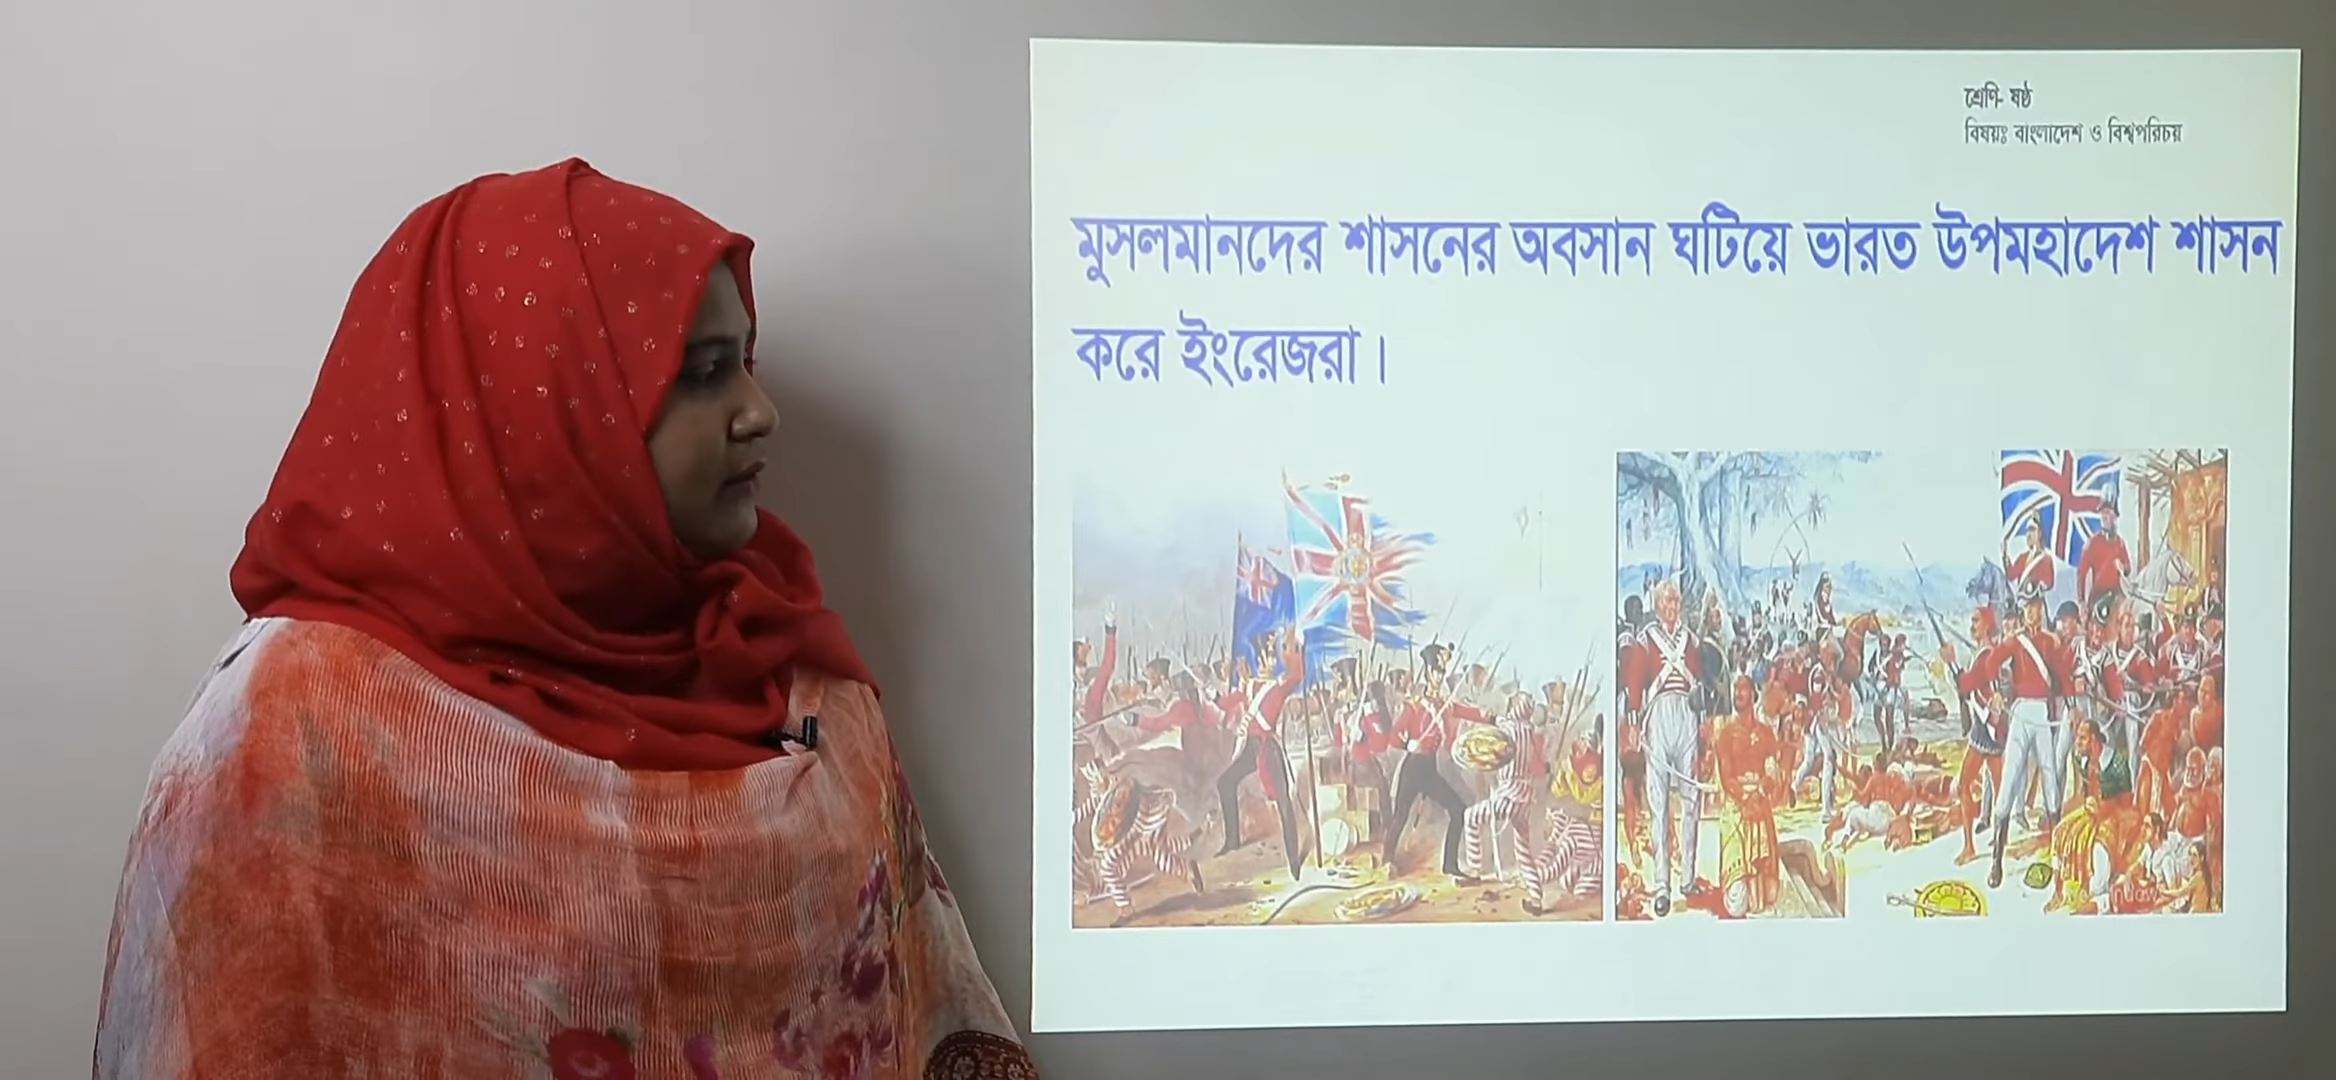 শ্রেণি- ষষ্ঠ
বিষয়ঃ বাংলাদেশ ও বিশ্বপরিচয়
মুসলমানদের শাসনের অবসান ঘটিয়ে ভারত উপমহাদেশ শাসন
করে ইংরেজরা।